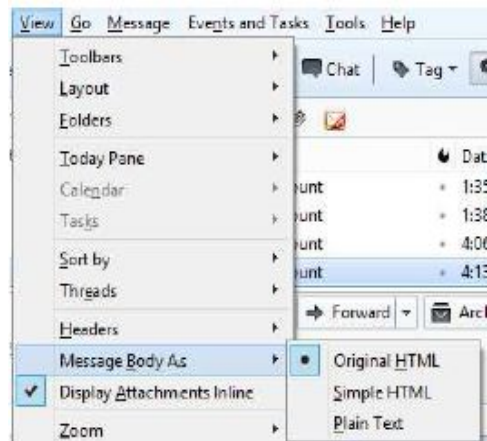 View Go Message Events and Tasks Tools Help
Toolbars
Chat Tag
Layout
Folders
Today Pane
Dat
Calendar
unt 1:35
Tasks
unt 1:38
Sort by
unt 4:06
Threads
unt 4:13
Headers
Forward Arc
Message Body As
Original HTML
Display Attachments Inline
Simple HTML
Zoom
Plain Text